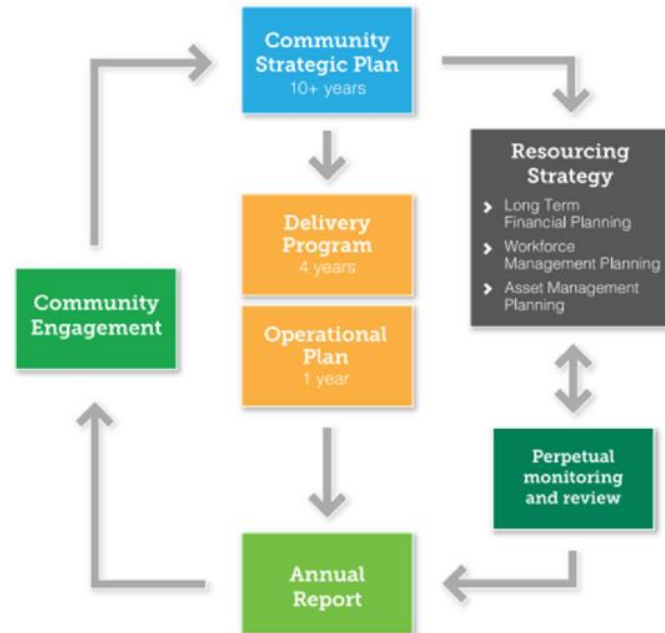 Community
Strategic Plan
10+ years
Resourcing
Strategy
Long Term
Financial Planning
Workforce
Management Planning
Asset Management
Planning
Delivery
Program
4 years
Community
Engagement
Operational
Plan
1 year
Perpetual
monitoring
and review
Annual
Report